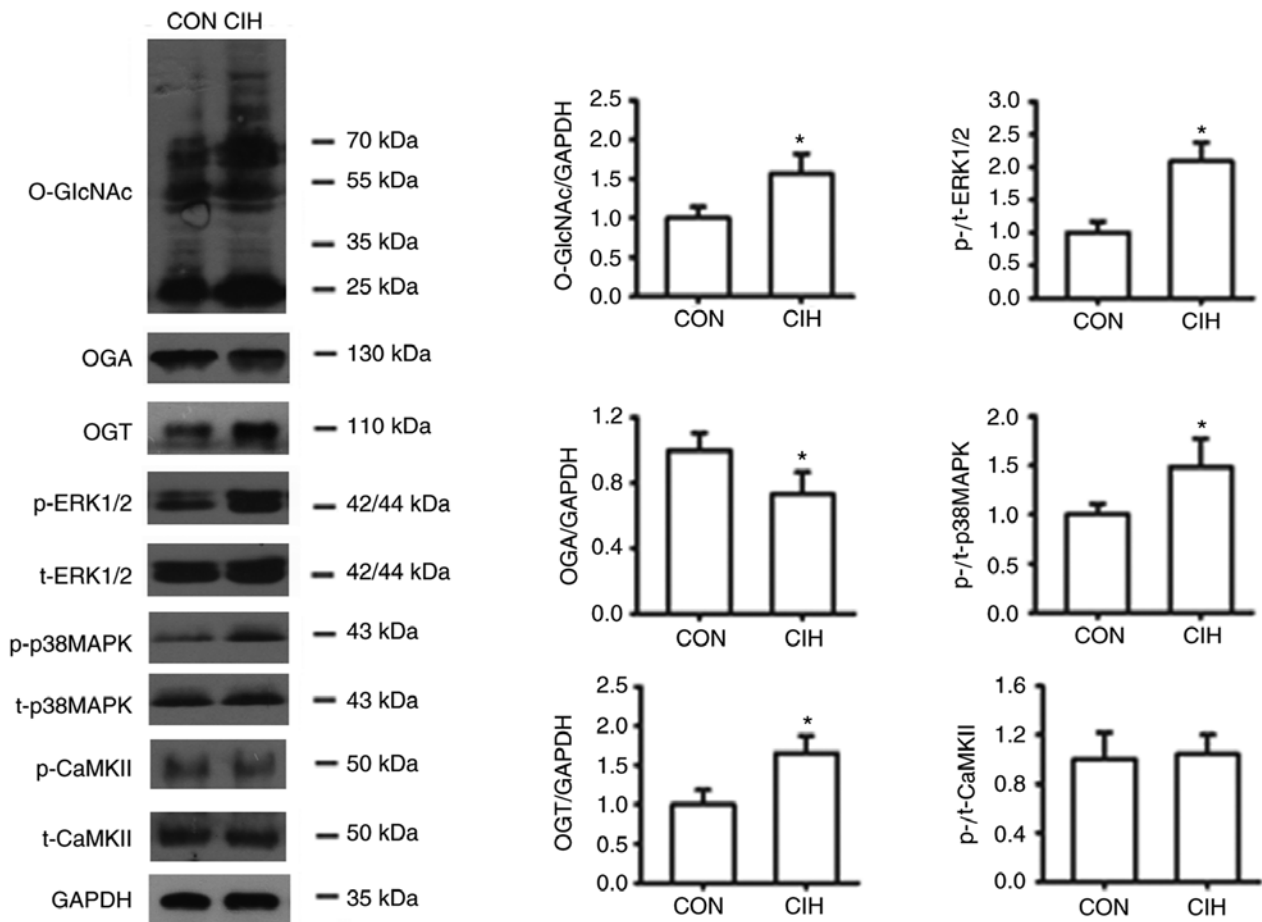 CON CIH
O-GlcNAc
70 kDa
55 kDa
35 kDa
25 kDa
OGA
130 kDa
OGT
110 kDa
p-ERK1/2
42/44 kDa
t-ERK1/2
42/44 kDa
p-p38MAPK
43 kDa
t-p38MAPK
43 kDa
p-CaMKII
50 kDa
t-CaMKII
50 kDa
GAPDH
35 kDa
O-GlcNAc/GAPDH
2.5
2.0
1.5
1.0
0.5
0.0
*
CON CIH
p-/t-ERK1/2
3.0
2.5
2.0
1.5
1.0
0.5
0.0
*
CON CIH
OGA/GAPDH
1.2
0.8
0.4
0.0
*
CON CIH
p-/t-p38MAPK
2.0
1.5
1.0
0.5
0.0
*
CON CIH
OGT/GAPDH
2.5
2.0
1.5
1.0
0.5
0.0
*
CON CIH
p-/t-CaMKII
1.6
1.2
0.8
0.4
0
CON CIH